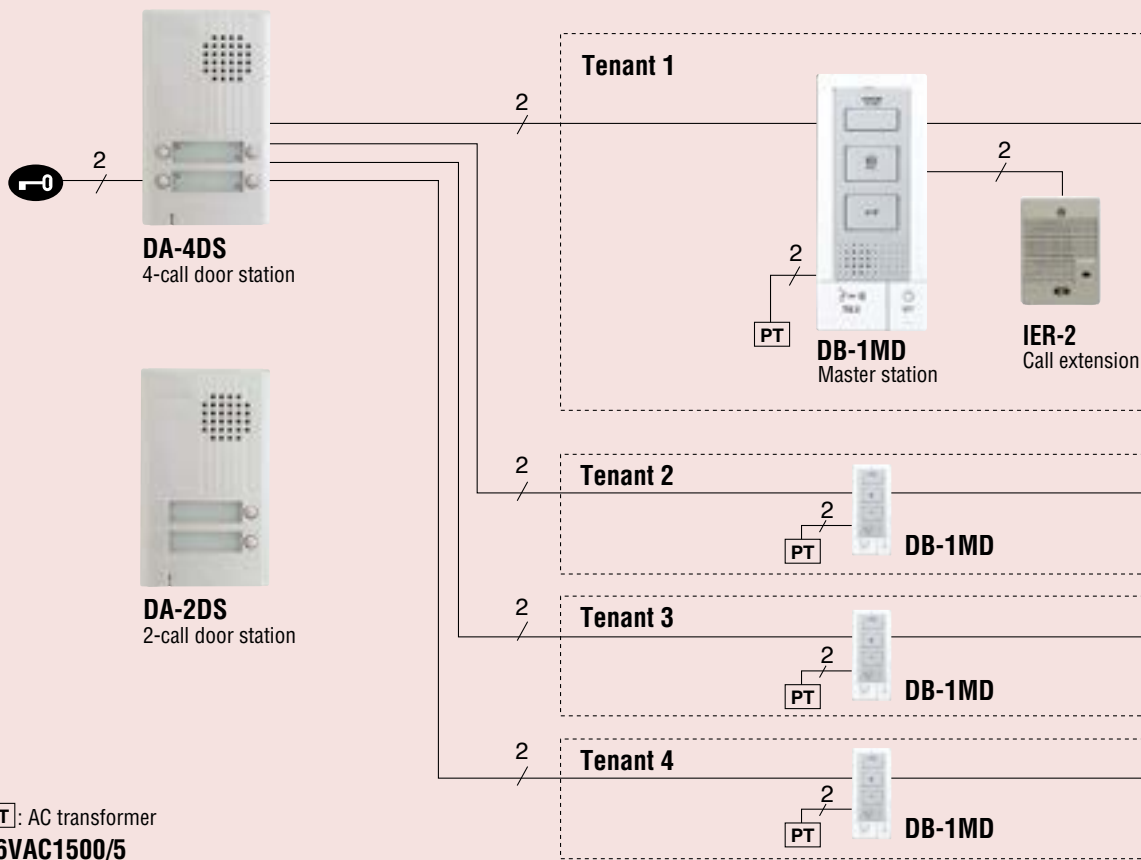 Tenant 1
2
2
2
DA-4DS
4-call door station
2
PT
DB-1MD
Master station
IER-2
Call extension
DA-2DS
2-call door station
2
Tenant 2
2
PT
DB-1MD
2
Tenant 3
2
PT
DB-1MD
2
Tenant 4
2
PT
DB-1MD
T: AC transformer
6VAC1500/5